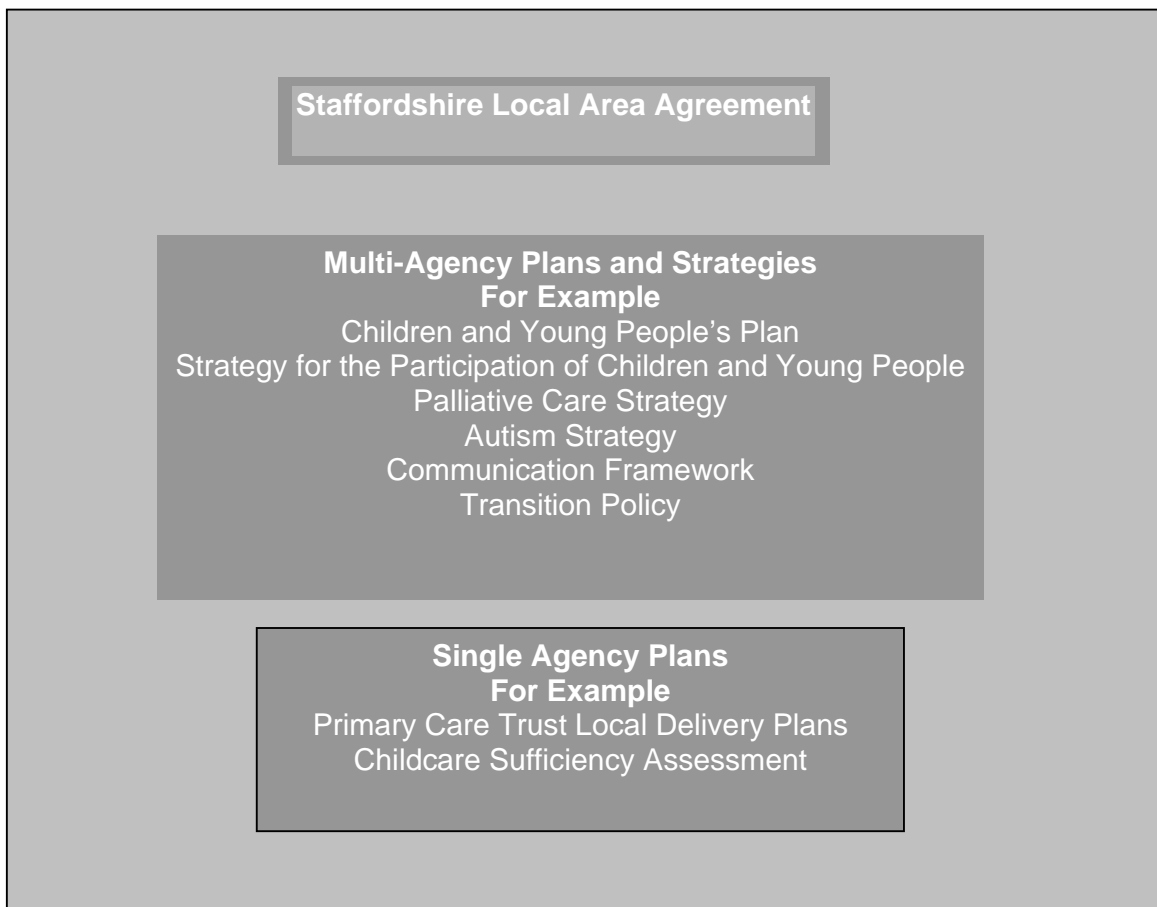 Staffordshire Local Area Agreement
Multi-Agency Plans and Strategies
For Example
Children and Young People’s Plan
Strategy for the Participation of Children and Young People
Palliative Care Strategy
Autism Strategy
Communication Framework
Transition Policy
Single Agency Plans
For Example
Primary Care Trust Local Delivery Plans
Childcare Sufficiency Assessment